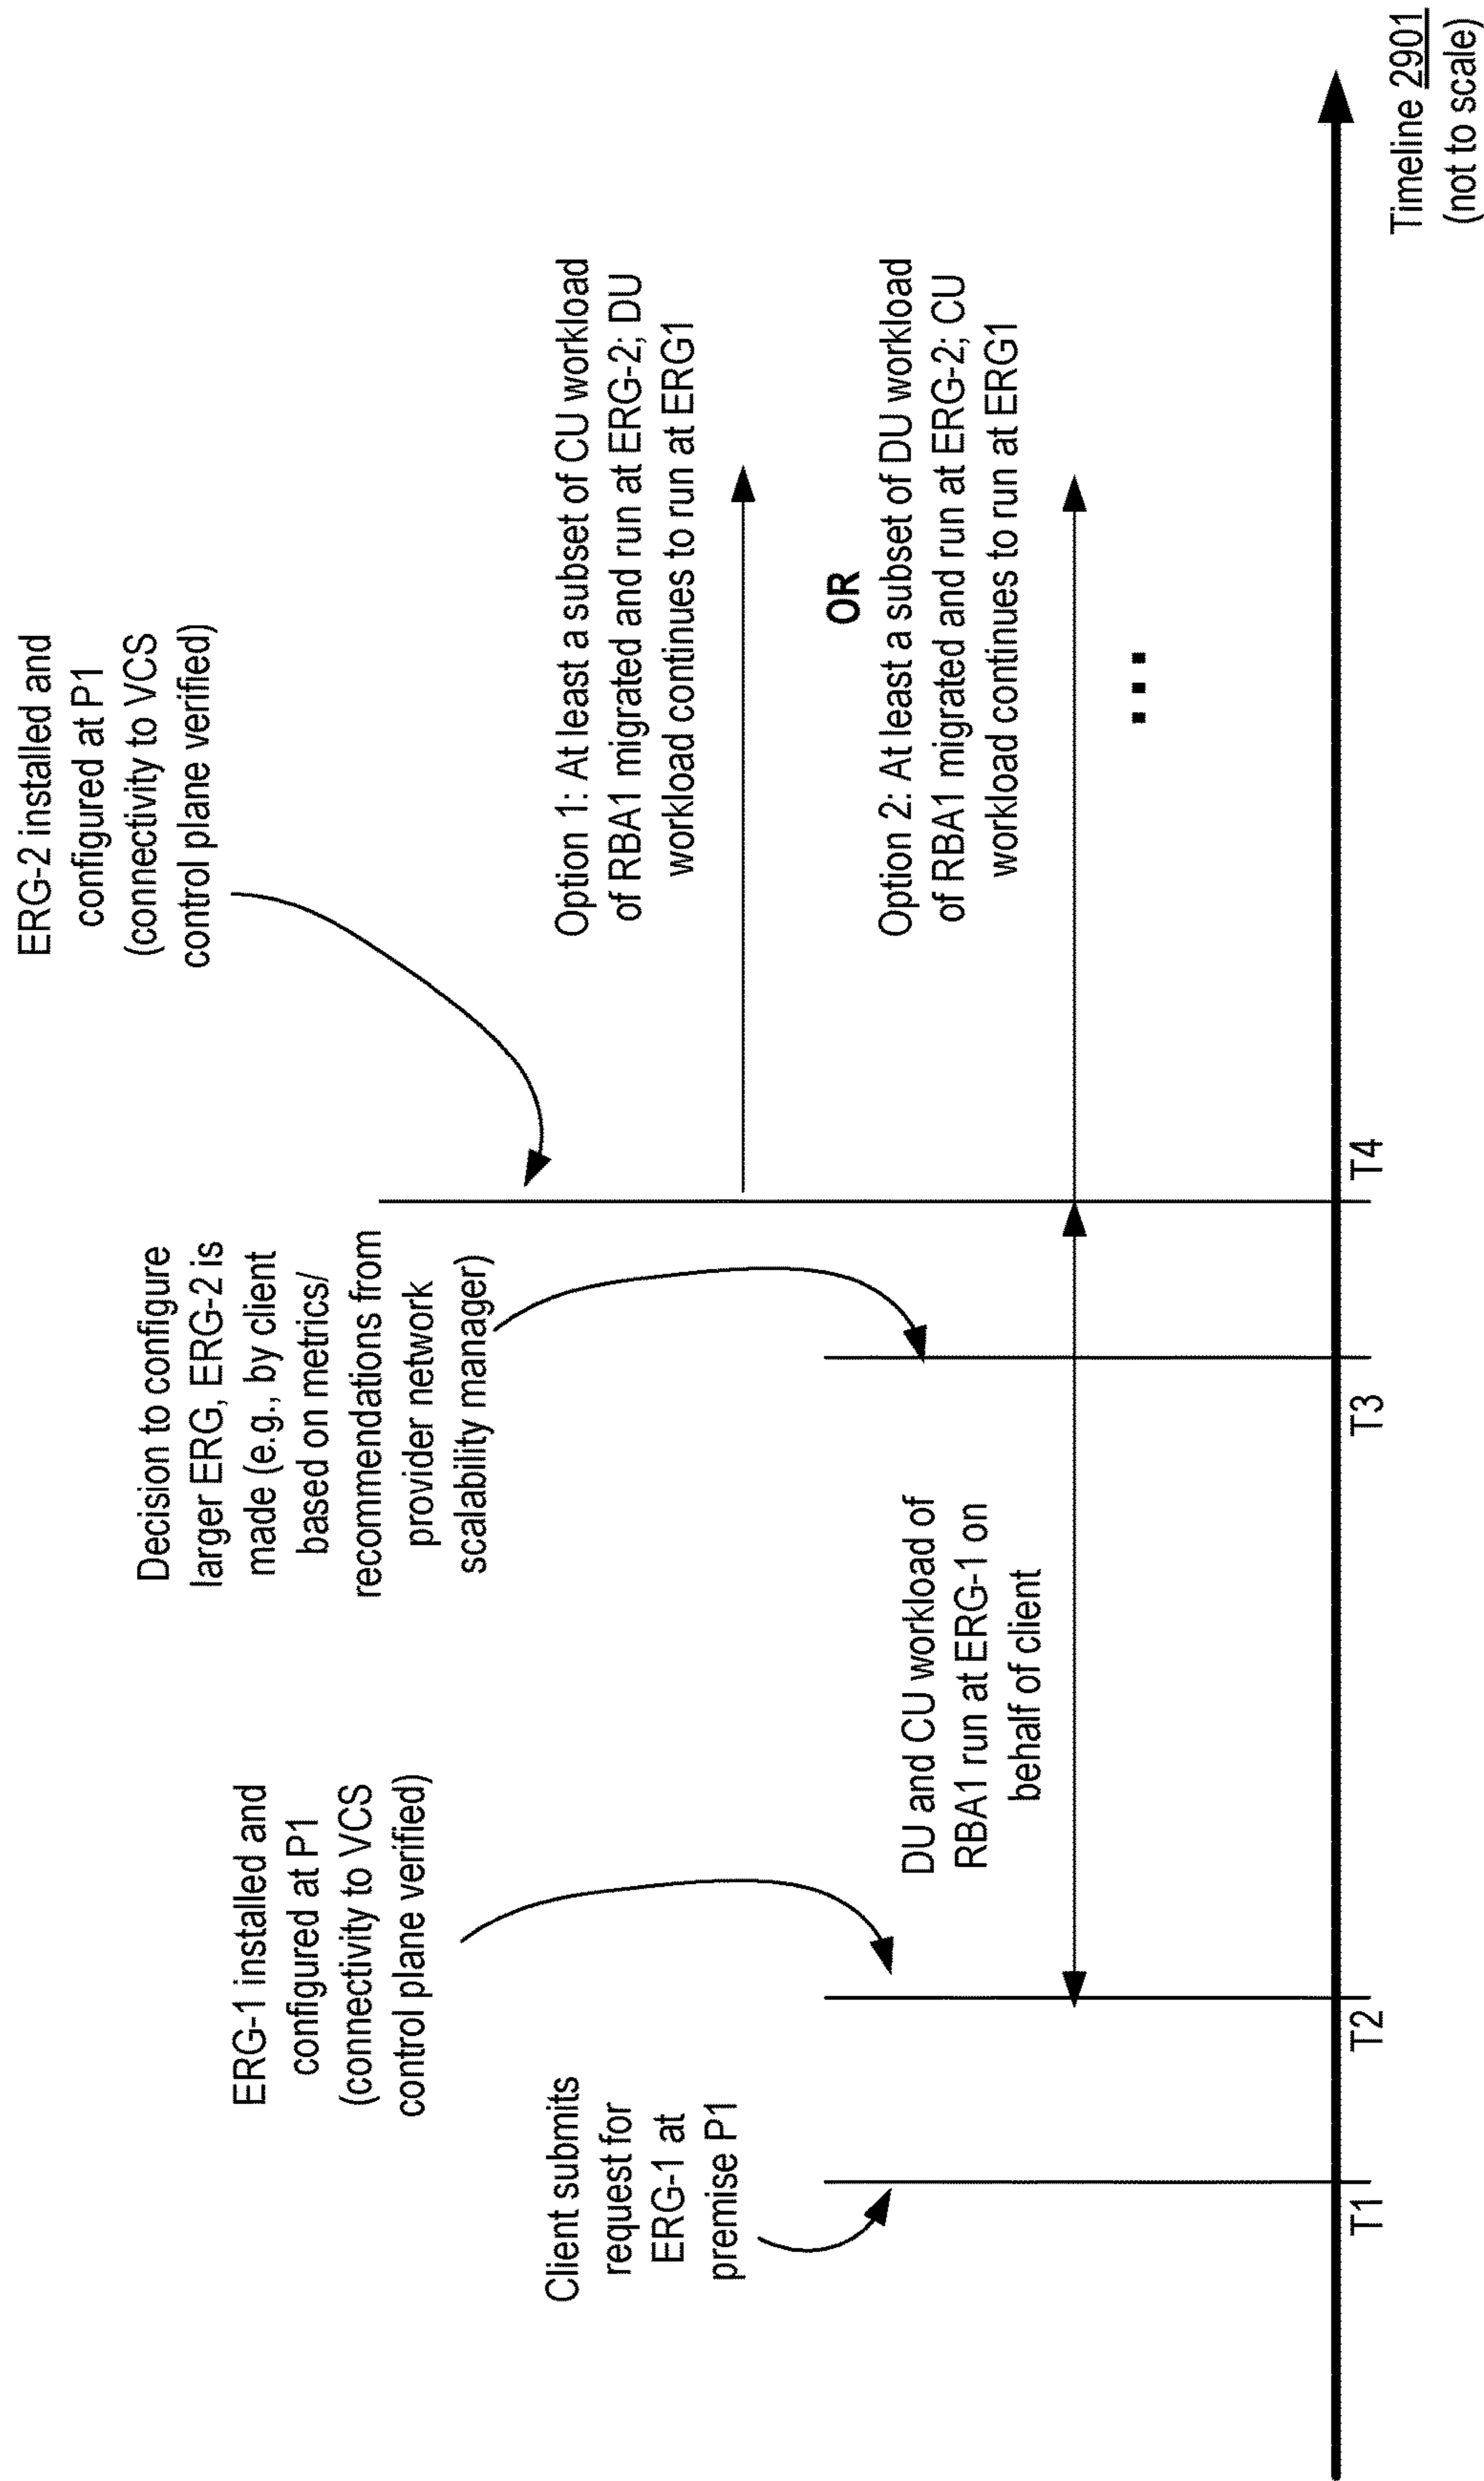 ERG-2 installed and
configured at P1
(connectivity to VCS
control plane verified)
Decision to configure
larger ERG, ERG-2 is
made (e.g., by client
based on metrics/
recommendations from
provider network
scalability manager)
ERG-1 installed and
configured at P1
(connectivity to VCS
control plane verified)
Client submits
request for
ERG-1 at
premise P1
Option 1: At least a subset of CU workload
of RBA1 migrated and run at ERG-2; DU
workload continues to run at ERG1
OR
Option 2: At least a subset of DU workload
of RBA1 migrated and run at ERG-2; CU
workload continues to run at ERG1
...
DU and CU workload of
RBA1 run at ERG-1 on
behalf of client
T1
T2
T3
T4
Timeline 2901
(not to scale)